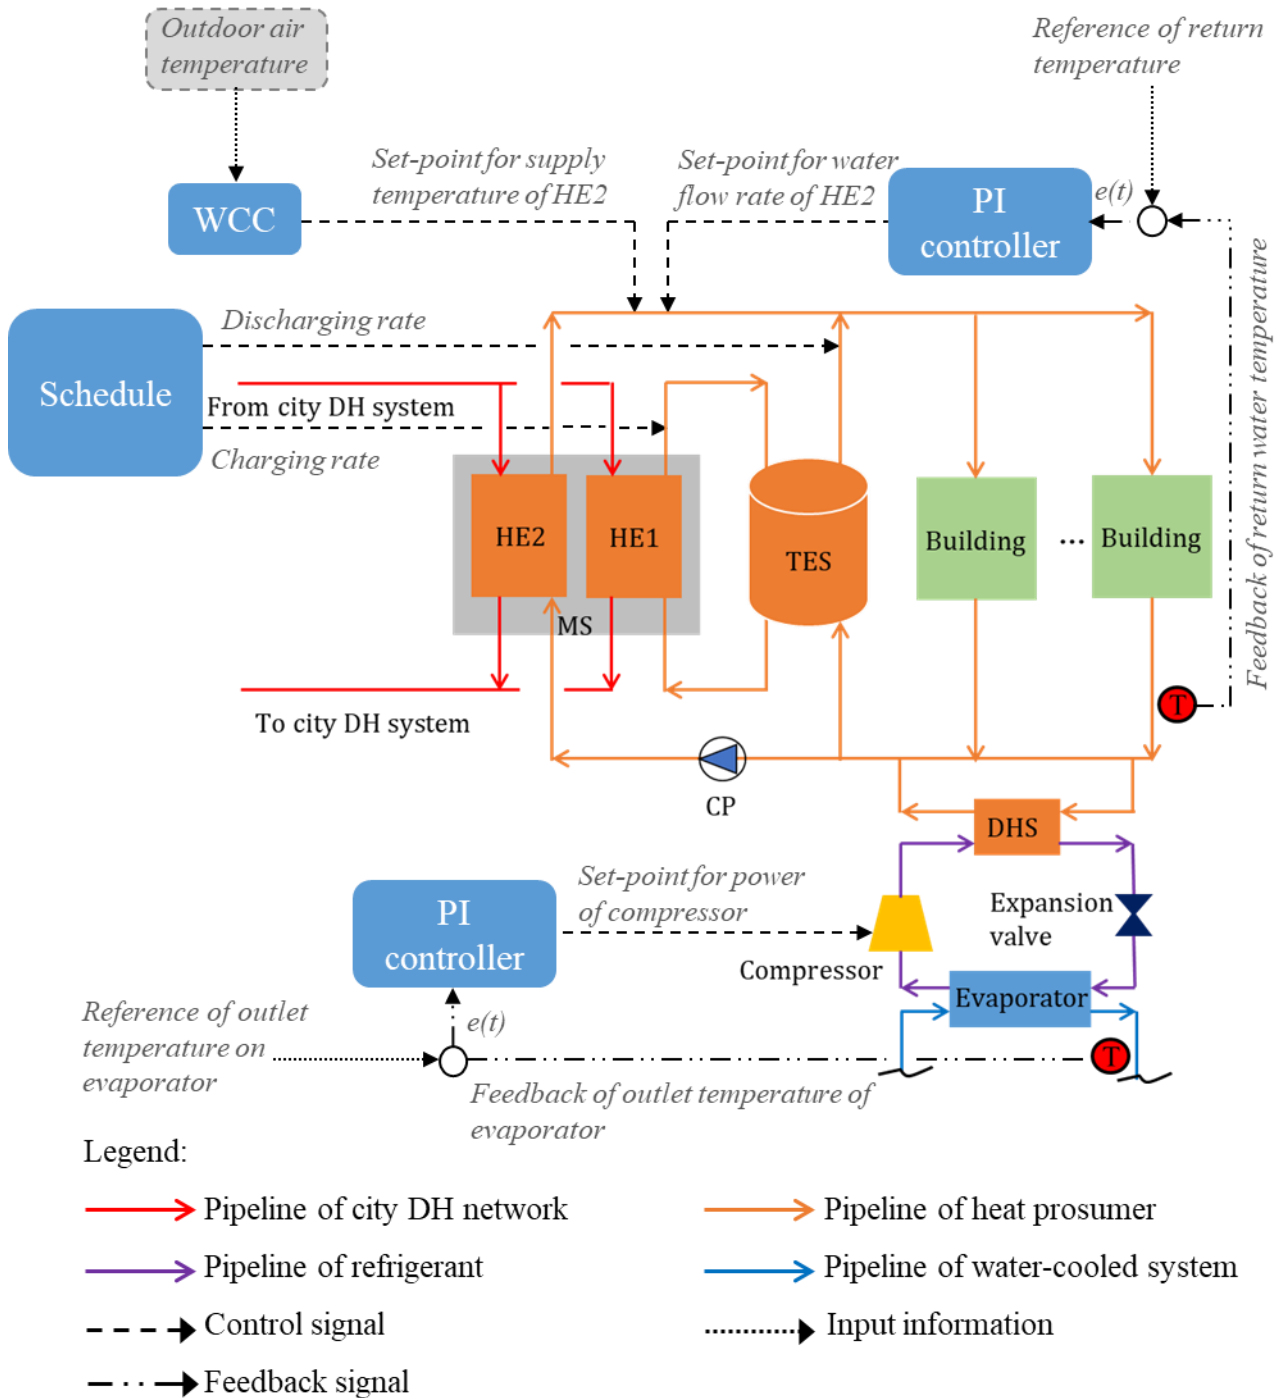 Outdoor air
temperature
Reference of return
temperature
Set-point for supply
temperature of HE2
Set-point for water
flow rate of HE2
WCC
PI
controller
e(t)
Feedback of return water temperature
Schedule
Discharging rate
From city DH system
Charging rate
HE2
HE1
MS
TES
Building
...
Building
T
To city DH system
CP
DHS
Set-point for power
of compressor
PI
controller
Compressor
Expansion
valve
Evaporator
Reference of outlet
temperature on
evaporator
e(t)
T
Feedback of outlet temperature of
evaporator
Legend:
Pipeline of city DH network
Pipeline of heat prosumer
Pipeline of refrigerant
Pipeline of water-cooled system
Control signal
Input information
Feedback signal